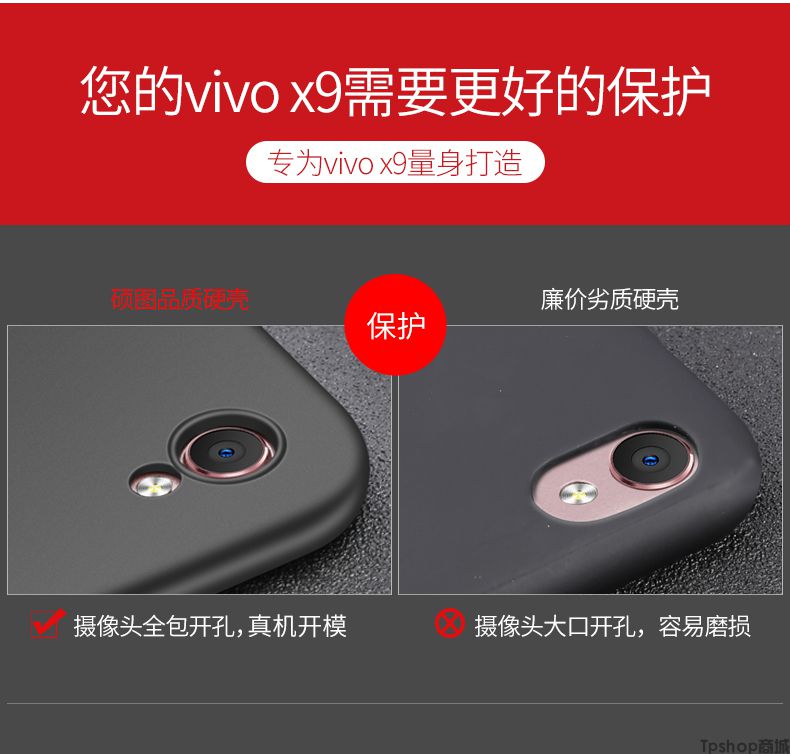 您的vivo x9需要更好的保护
专为vivo x9量身打造
硕图品质硬壳
保护
廉价劣质硬壳
摄像头全包开孔，真机开模
摄像头大口开孔，容易磨损
Tpshop商城